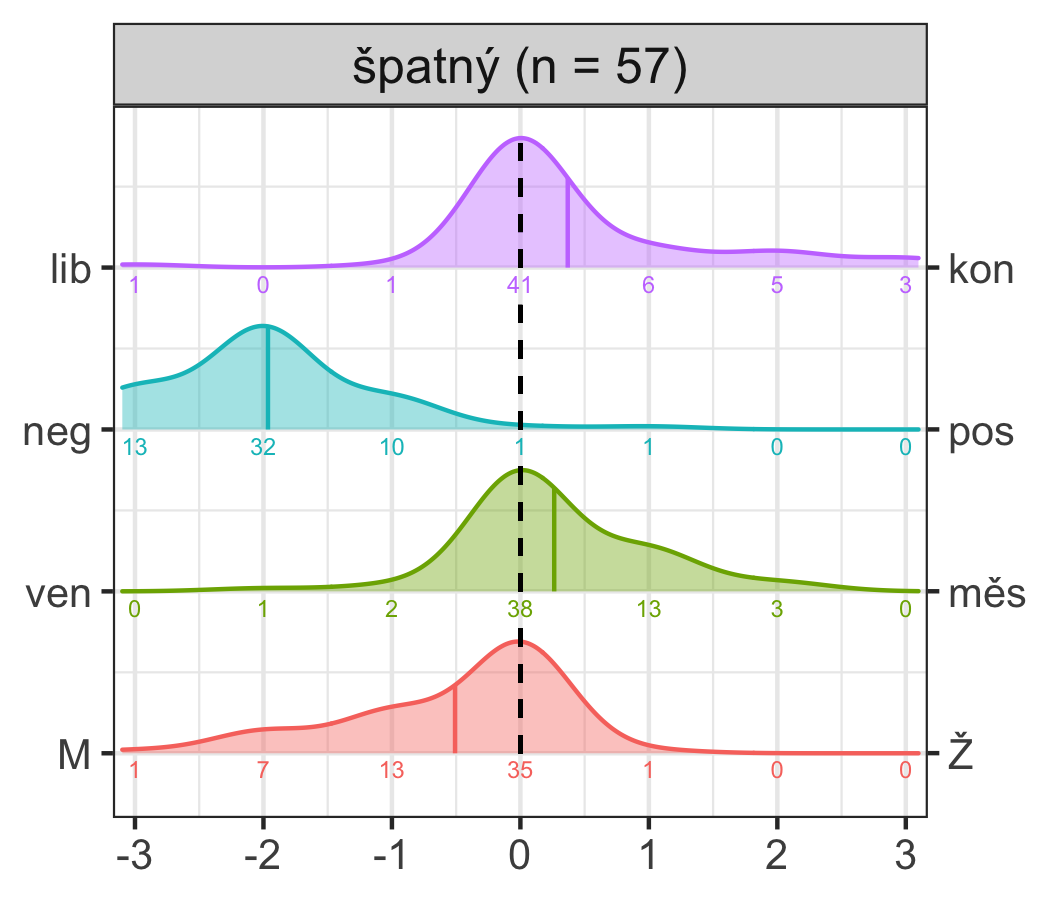 špatný (n = 57)
lib kon
1 0 1 41 6 5 3
neg pos
13 32 10 1 1 0 0
ven měs
0 1 2 38 13 3 0
M Ž
1 7 13 35 1 0 0
-3 -2 -1 0 1 2 3